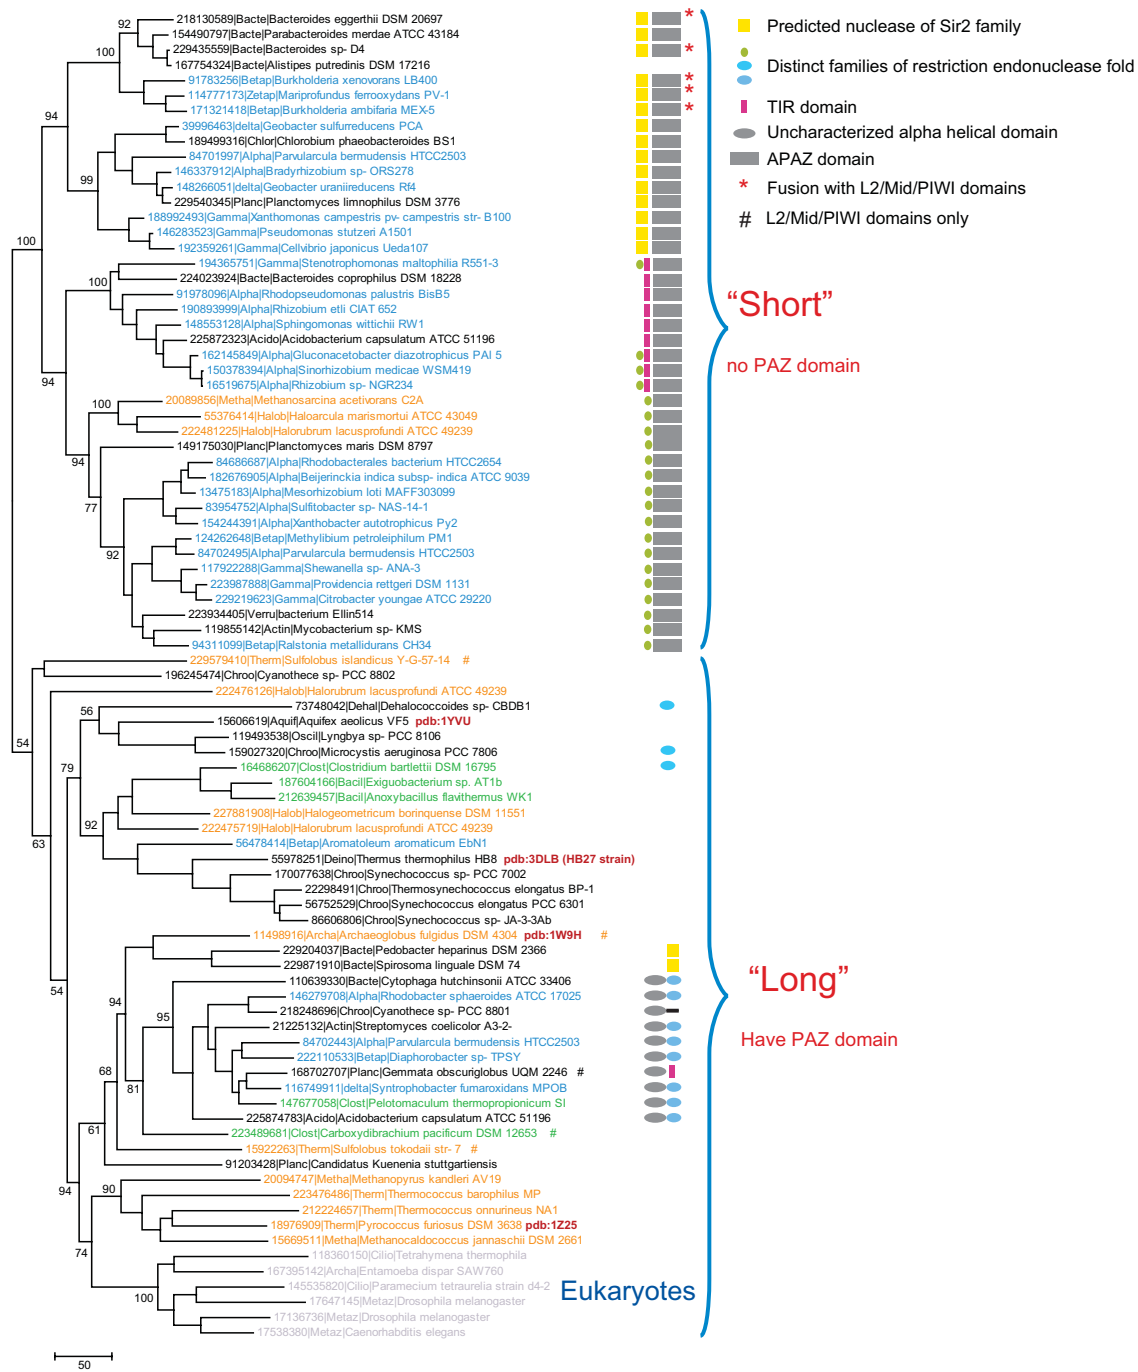 218130589|Bacte|Bacteroides eggerthii DSM 20697
154490797|Bacte|Parabacteroides merdae ATCC 43184
229435559|Bacte|Bacteroides sp- D4
167754324|Bacte|Alistipes putredinis DSM 17216
91783256|Betap|Burkholderia xenovorans LB400
114777173|Zetap|Mariprofundus ferrooxydans PV-1
171321418|Betap|Burkholderia ambifaria MEX-5
39996463|delta|Geobacter sulfurreducens PCA
189499316|Chlor|Chlorobium phaeobacteroides BS1
84701997|Alpha|Parvularcula bermudensis HTCC2503
146337912|Alpha|Bradyrhizobium sp- ORS278
148266051|delta|Geobacter uraniireducens Rf4
229540345|Planc|Planctomyces limnophilus DSM 3776
188992493|Gamma|Xanthomonas campestris pv- campestris str- B100
146283523|Gamma|Pseudomonas stutzeri A1501
192359261|Gamma|Cellvibrio japonicus Ueda107
194365751|Gamma|Stenotrophomonas maltophilia R551-3
224023924|Bacte|Bacteroides coprophilus DSM 18228
91978096|Alpha|Rhodopseudomonas palustris BisB5
190893999|Alpha|Rhizobium etli CIAT 652
148553128|Alpha|Sphingomonas wittichii RW1
225872323|Acido|Acidobacterium capsulatum ATCC 51196
162145849|Alpha|Gluconacetobacter diazotrophicus PAl 5
150378394|Alpha|Sinorhizobium medicae WSM419
16519675|Alpha|Rhizobium sp- NGR234
20089856|Metha|Methanosarcina acetivorans C2A
55376414|Halob|Haloarcula marismortui ATCC 43049
222481225|Halob|Halorubrum lacusprofundi ATCC 49239
149175030|Planc|Planctomyces maris DSM 8797
84686687|Alpha|Rhodobacterales bacterium HTCC2654
182676905|Alpha|Beijerinckia indica subsp- indica ATCC 9039
13475183|Alpha|Mesorhizobium loti MAFF303099
83954752|Alpha|Sulfitobacter sp- NAS-14-1
154244391|Alpha|Xanthobacter autotrophicus Py2
124262648|Betap|Methylibium petroleiphilum PM1
84702495|Alpha|Parvularcula bermudensis HTCC2503
117922288|Gamma|Shewanella sp- ANA-3
223987888|Gamma|Providencia rettgeri DSM 1131
229219623|Gamma|Citrobacter youngae ATCC 29220
223934405|Verru|bacterium Ellin514
119855142|Actin|Mycobacterium sp- KMS
94311099|Betap|Ralstonia metallidurans CH34
229579410|Therm|Sulfolobus islandicus Y-G-57-14 #
196245474|Chroo|Cyanothece sp- PCC 8802
222476126|Halob|Halorubrum lacusprofundi ATCC 49239
73748042|Dehal|Dehalococcoides sp- CBDB1
15606619|Aquif|Aquifex aeolicus VF5 pdb:1YVU
119493538|Oscil|Lyngbya sp- PCC 8106
159027320|Chroo|Microcystis aeruginosa PCC 7806
164686207|Clost|Clostridium bartlettii DSM 16795
187604166|Bacil|Exiguobacterium sp. AT1b
212639457|Bacil|Anoxybacillus flavithermus WK1
227881908|Halob|Halogeometricum borinquense DSM 11551
222475719|Halob|Halorubrum lacusprofundi ATCC 49239
56478414|Betap|Aromatoleum aromaticum EbN1
55978251|Deino|Thermus thermophilus HB8 pdb:3DLB (HB27 strain)
170077638|Chroo|Synechococcus sp- PCC 7002
22298491|Chroo|Thermosynechococcus elongatus BP-1
56752529|Chroo|Synechococcus elongatus PCC 6301
86606806|Chroo|Synechococcus sp- JA-3-3Ab
11498916|Archa|Archaeoglobus fulgidus DSM 4304 pdb:1W9H #
229204037|Bacte|Pedobacter heparinus DSM 2366
229871910|Bacte|Spirosoma linguale DSM 74
110639330|Bacte|Cytophaga hutchinsonii ATCC 33406
146279708|Alpha|Rhodobacter sphaeroides ATCC 17025
218248696|Chroo|Cyanothece sp- PCC 8801
21225132|Actin|Streptomyces coelicolor A3-2-
84702443|Alpha|Parvularcula bermudensis HTCC2503
222110533|Betap|Diaphorobacter sp- TPSY
168702707|Planc|Gemmata obscuriglobus UQM 2246 #
116749911|delta|Syntrophobacter fumaroxidans MPOB
147677058|Clost|Pelotomaculum thermopropionicum SI
225874783|Acido|Acidobacterium capsulatum ATCC 51196
223489681|Clost|Carboxydibrachium pacificum DSM 12653 #
15922263|Therm|Sulfolobus tokodaii str- 7 #
91203428|Planc|Candidatus Kuenenia stuttgartiensis
20094747|Metha|Methanopyrus kandleri AV19
223476486|Therm|Thermococcus barophilus MP
212224657|Therm|Thermococcus onnurineus NA1
18976909|Therm|Pyrococcus furiosus DSM 3638 pdb:1Z25
15669511|Metha|Methanocaldococcus jannaschii DSM 2661
118360150|Cilio|Tetrahymena thermophila
167395142|Archa|Entamoeba dispar SAW760
145535820|Cilio|Paramecium tetraurelia strain d4-2
17647145|Metaz|Drosophila melanogaster
17136736|Metaz|Drosophila melanogaster
17538380|Metaz|Caenorhabditis elegans
Eukaryotes
92
100
94
99
100
100
94
100
94
77
92
54
56
79
63
92
54
94
95
68
81
61
94
90
74
100
50
Predicted nuclease of Sir2 family
Distinct families of restriction endonuclease fold
TIR domain
Uncharacterized alpha helical domain
APAZ domain
* Fusion with L2/Mid/PIWI domains
# L2/Mid/PIWI domains only
*
*
*
*
*
“Short”
no PAZ domain
“Long”
Have PAZ domain